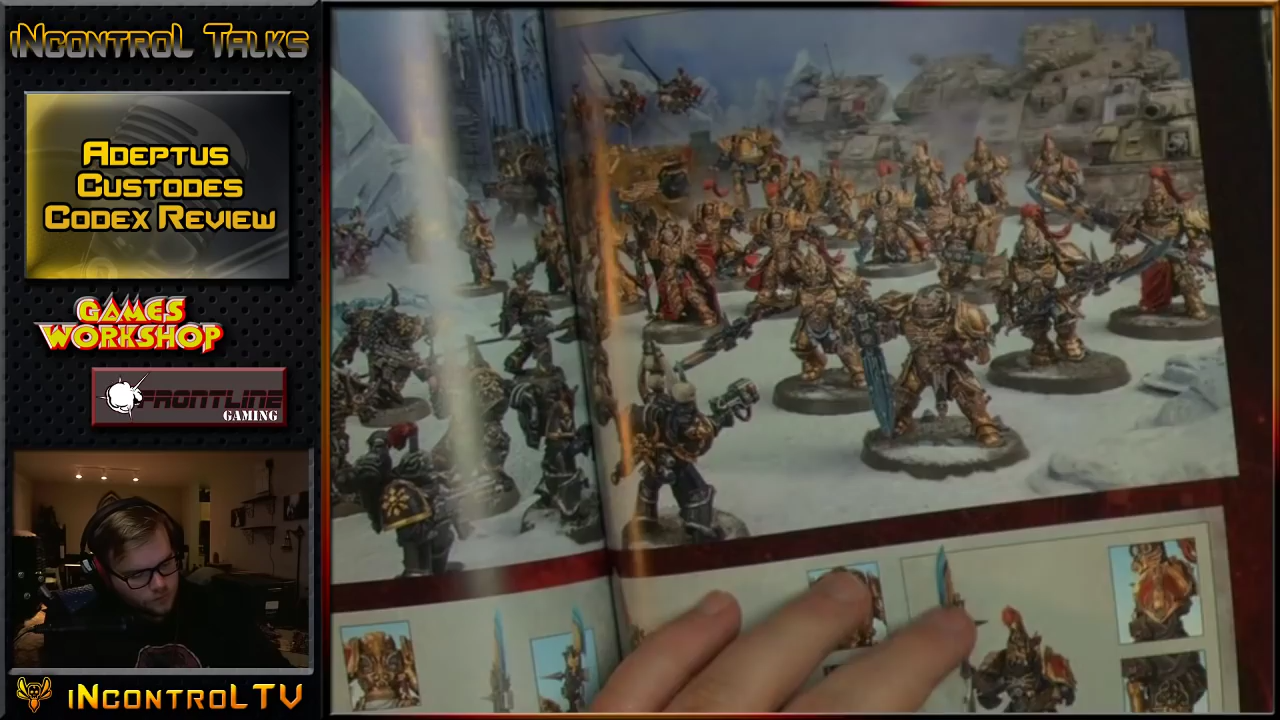 iNcontroL Talks
Adeptus
Custodes
Codex Review
GAMES
WORKSHOP
FRONTLINE
GAMING
iNcontroLTV